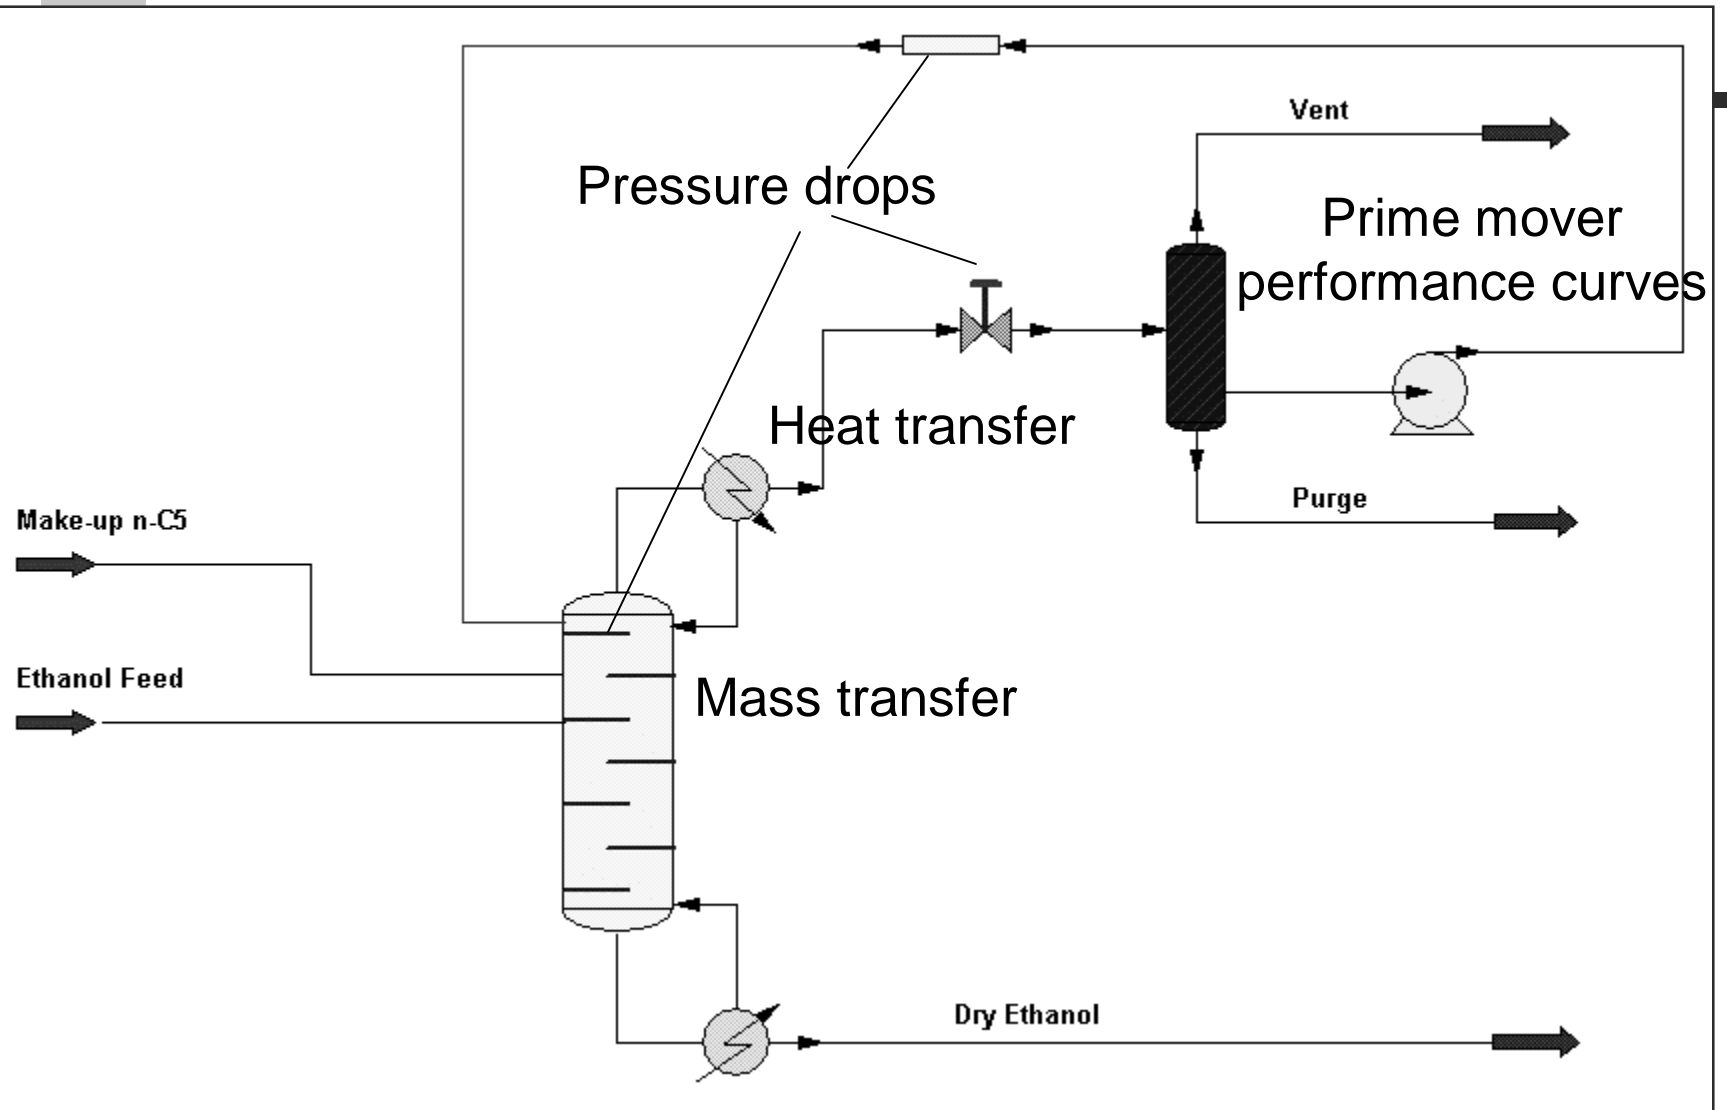 Vent
Pressure drops
Prime mover
performance curves
Heat transfer
Purge
Make-up n-C5
Ethanol Feed
Mass transfer
Dry Ethanol